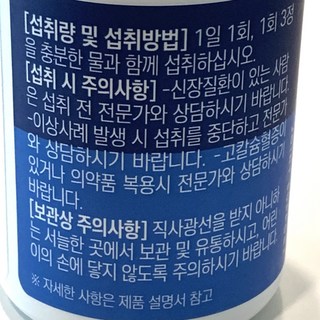 [섭취량 및 섭취방법] 1일 1회, 1회 3정
을 충분한 물과 함께 섭취하십시오.
[섭취 시 주의사항] -신장질환이 있는 사람
은 섭취 전 전문가와 상담하시기 바랍니다.
-이상사례 발생 시 섭취를 중단하고 전문가
와 상담하시기 바랍니다. -고칼슘혈증이
있거나 의약품 복용시 전문가와 상담하시기
바랍니다.
[보관상 주의사항] 직사광선을 받지 아니하
는 서늘한 곳에서 보관 및 유통하시고, 어린
이의 손에 닿지 않도록 주의하시기 바랍니다.
※ 자세한 사항은 제품 설명서 참고